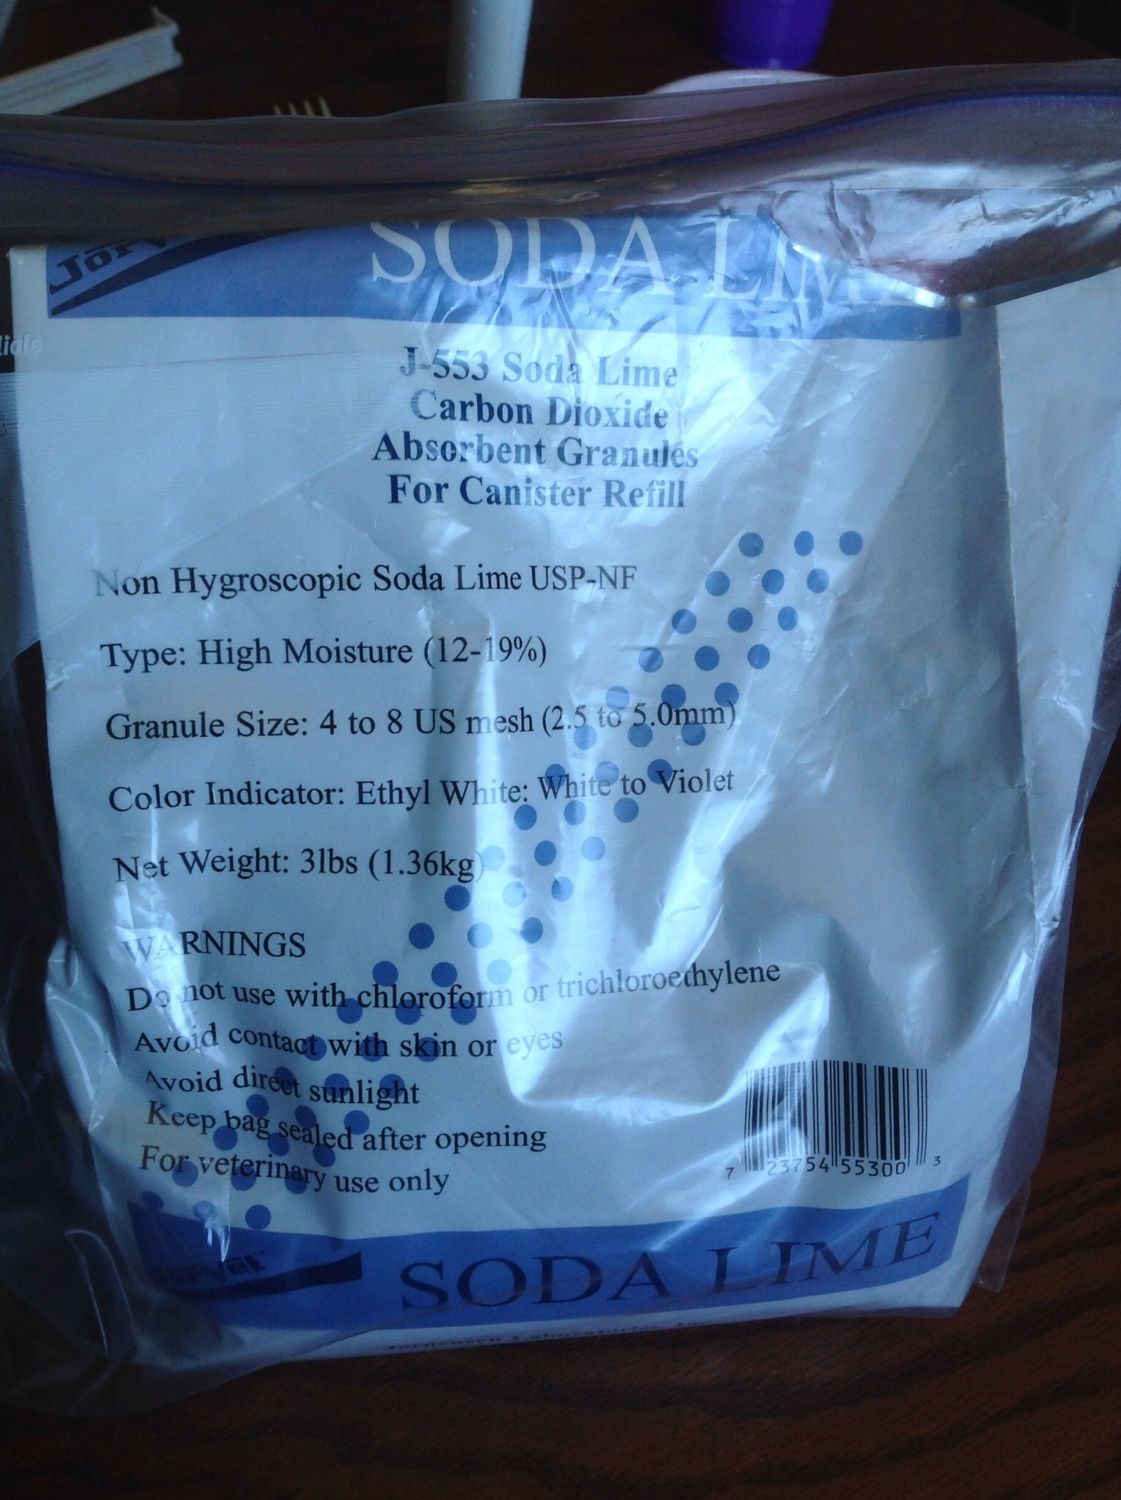 JorVet
SODA LIME
J-553 Soda Lime
Carbon Dioxide
Absorbent Granules
For Canister Refill
Non Hygroscopic Soda Lime USP-NF
Type: High Moisture (12-19%)
Granule Size: 4 to 8 US mesh (2.5 to 5.0mm)
Color Indicator: Ethyl White: White to Violet
Net Weight: 3lbs (1.36kg)
WARNINGS
Do not use with chloroform or trichloroethylene
Avoid contact with skin or eyes
Avoid direct sunlight
Keep bag sealed after opening
For veterinary use only
7 23754 55300 3
JorVet
SODA LIME
Jorgensen Laboratories